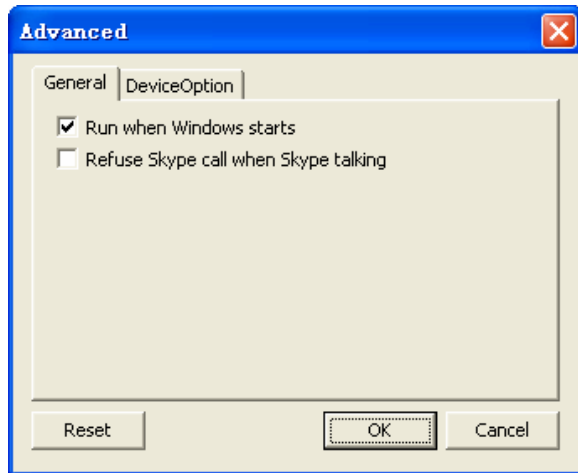 Advanced
General DeviceOption
Run when Windows starts
Refuse Skype call when Skype talking
Reset OK Cancel